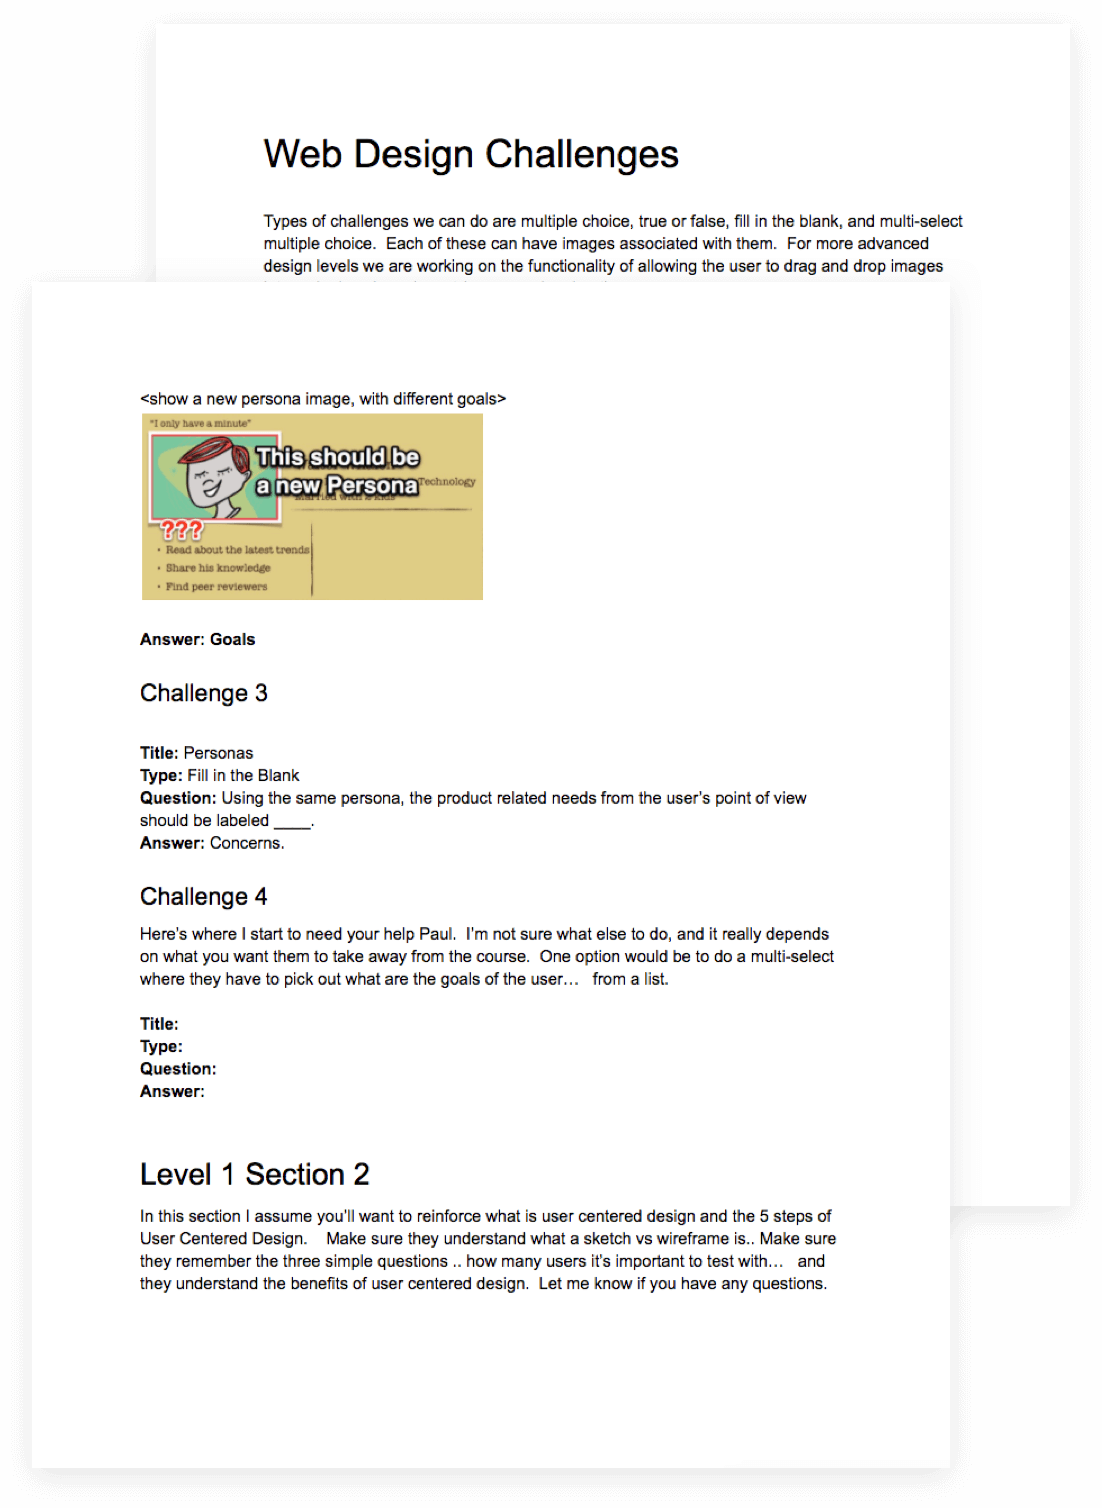 Web Design Challenges
Types of challenges we can do are multiple choice, true or false, fill in the blank, and multi-select
multiple choice.  Each of these can have images associated with them.  For more advanced
design levels we are working on the functionality of allowing the user to drag and drop images
<show a new persona image, with different goals>
"I only have a minute"
This should be
a new Persona
Technology
???
• Read about the latest trends
• Share his knowledge
• Find peer reviewers
Answer: Goals
Challenge 3
Title: Personas
Type: Fill in the Blank
Question: Using the same persona, the product related needs from the user's point of view
should be labeled ____.
Answer: Concerns.
Challenge 4
Here's where I start to need your help Paul.  I'm not sure what else to do, and it really depends
on what you want them to take away from the course.  One option would be to do a multi-select
where they have to pick out what are the goals of the user…   from a list.
Title:
Type:
Question:
Answer:
Level 1 Section 2
In this section I assume you'll want to reinforce what is user centered design and the 5 steps of
User Centered Design.    Make sure they understand what a sketch vs wireframe is.. Make sure
they remember the three simple questions .. how many users it's important to test with…   and
they understand the benefits of user centered design.  Let me know if you have any questions.